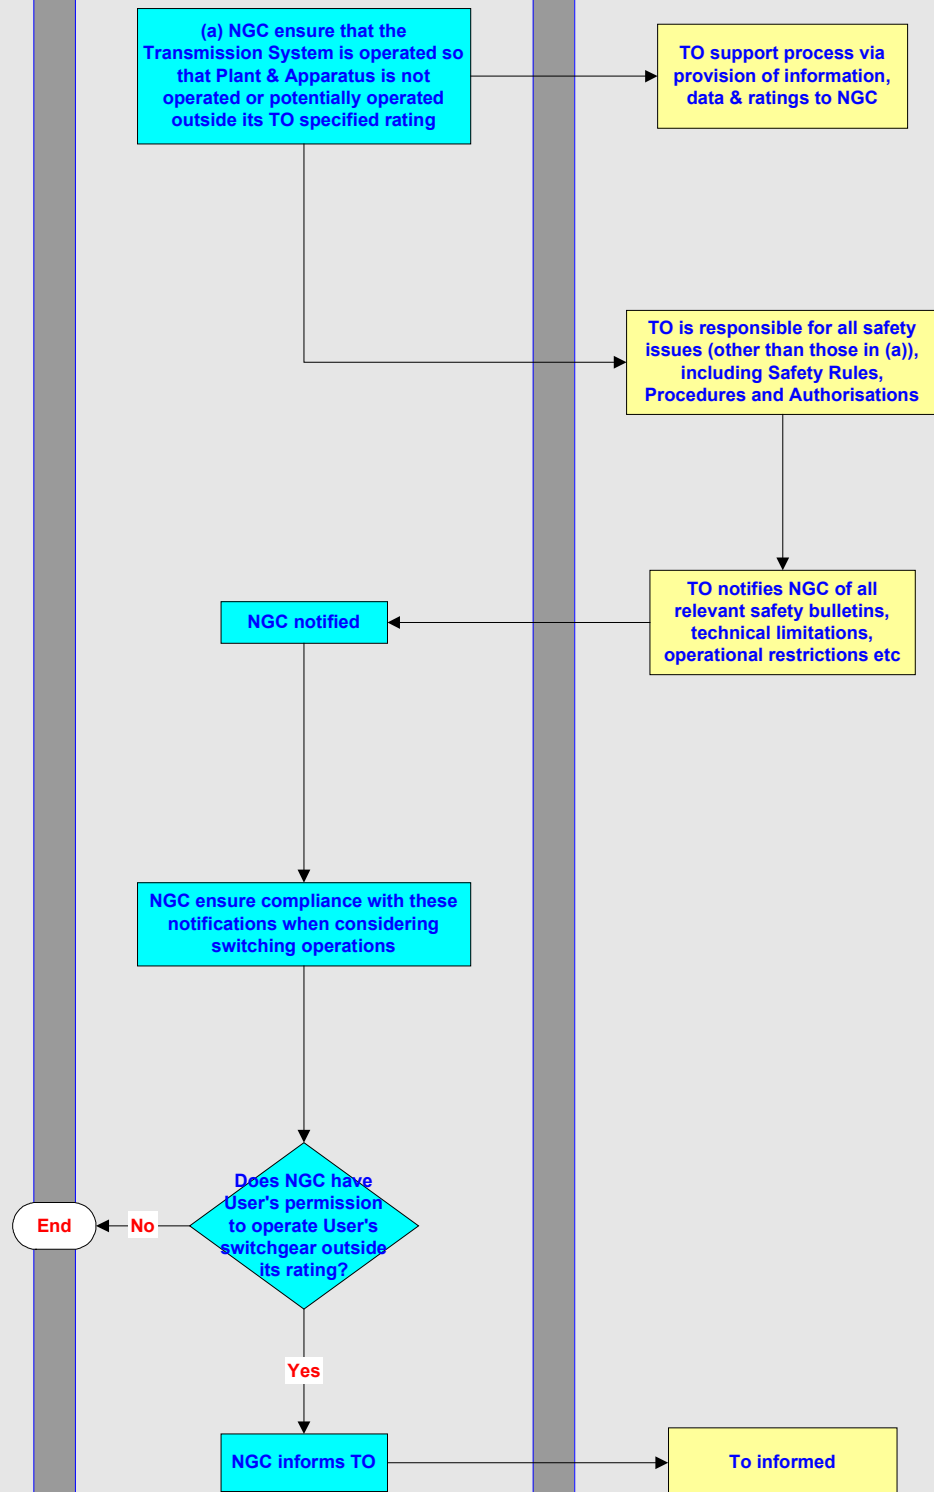 (a) NGC ensure that the
Transmission System is operated so
that Plant & Apparatus is not
operated or potentially operated
outside its TO specified rating
TO support process via
provision of information,
data & ratings to NGC
TO is responsible for all safety
issues (other than those in (a)),
including Safety Rules,
Procedures and Authorisations
TO notifies NGC of all
relevant safety bulletins,
technical limitations,
operational restrictions etc
NGC notified
NGC ensure compliance with these
notifications when considering
switching operations
Does NGC have
User's permission
to operate User's
switchgear outside
its rating?
No
End
Yes
NGC informs TO
To informed